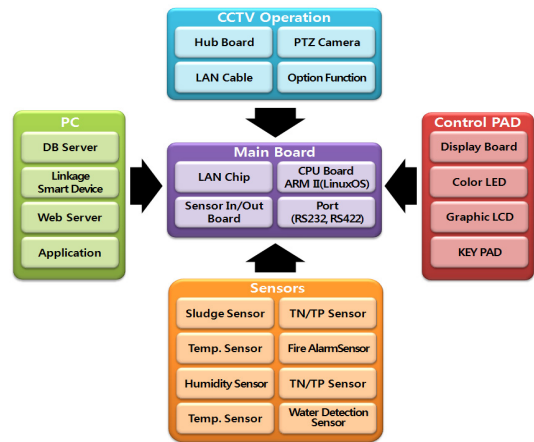 CCTV Operation
Hub Board
PTZ Camera
LAN Cable
Option Function
PC
DB Server
Linkage
Smart Device
Web Server
Application
Main Board
LAN Chip
CPU Board
ARM II(LinuxOS)
Sensor In/Out
Board
Port
(RS232, RS422)
Control PAD
Display Board
Color LED
Graphic LCD
KEY PAD
Sensors
Sludge Sensor
TN/TP Sensor
Temp. Sensor
Fire AlarmSensor
Humidity Sensor
TN/TP Sensor
Temp. Sensor
Water Detection
Sensor